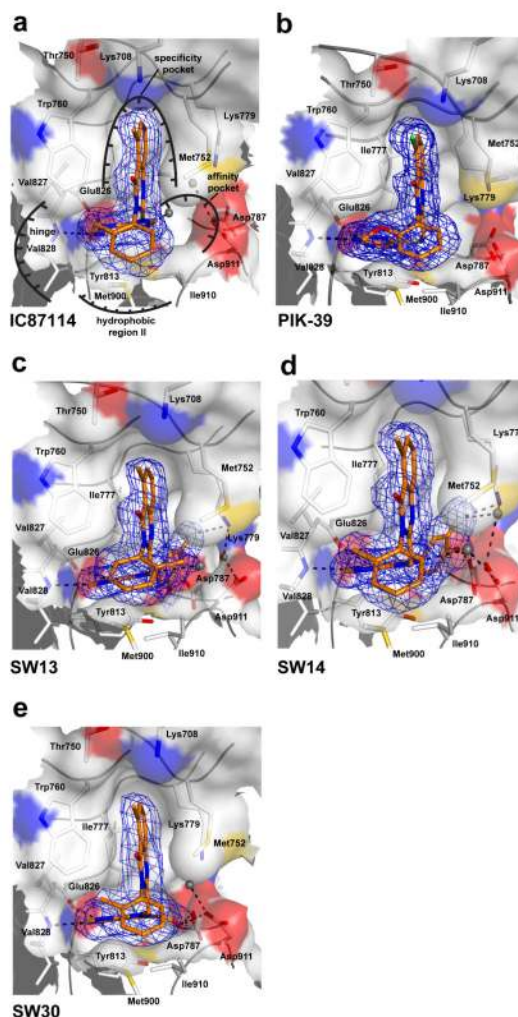 a
Lys708
Thr750
specificity
pocket
Trp760
Lys779
Met752
affinity
pocket
Val827
Glu826
hinge
Asp787
Val828
Tyr813
Asp911
Met900
Ile910
hydrophobic
region II
IC87114
b
Thr750
Lys708
Trp760
Ile777
Met752
Val827
Lys779
Glu826
Asp787
Val828
Tyr813
Asp911
Met900
Ile910
PIK-39
c
Lys708
Thr750
Trp760
Met752
Ile777
Val827
Glu826
Lys779
Asp787
Val828
Tyr813
Asp911
Ile910
Met900
SW13
d
Trp760
Lys77
Met752
Ile777
Val827
Glu826
Val828
Tyr813
Asp787
Asp911
Ile910
Met900
SW14
e
Lys708
Thr750
Trp760
Ile777
Lys779
Met752
Val827
Glu826
Val828
Asp787
Tyr813
Asp911
Ile910
Met900
SW30